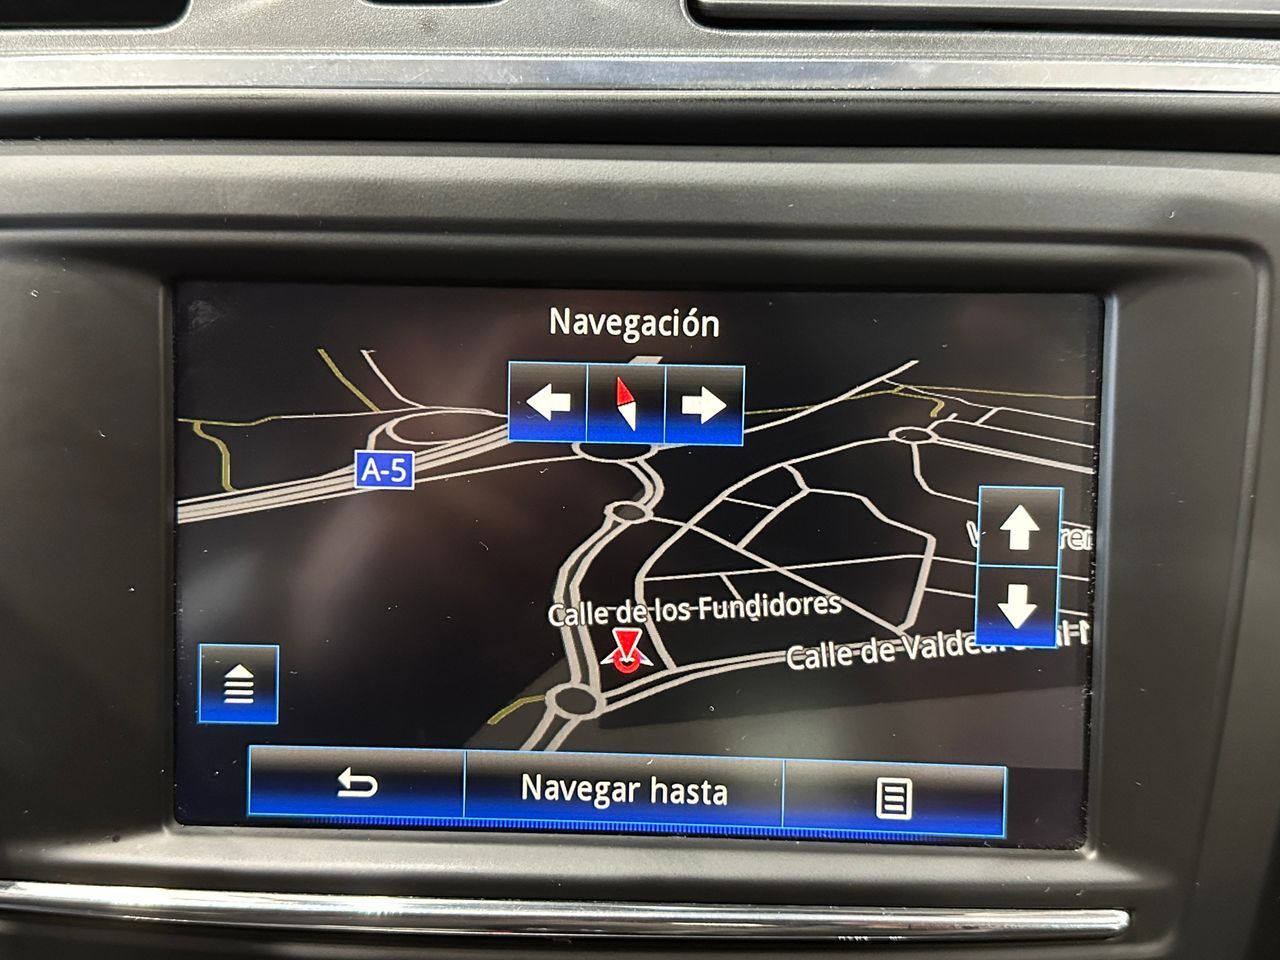 Navegación
A-5
Calle de los Fundidores
Calle de
Navegar hasta